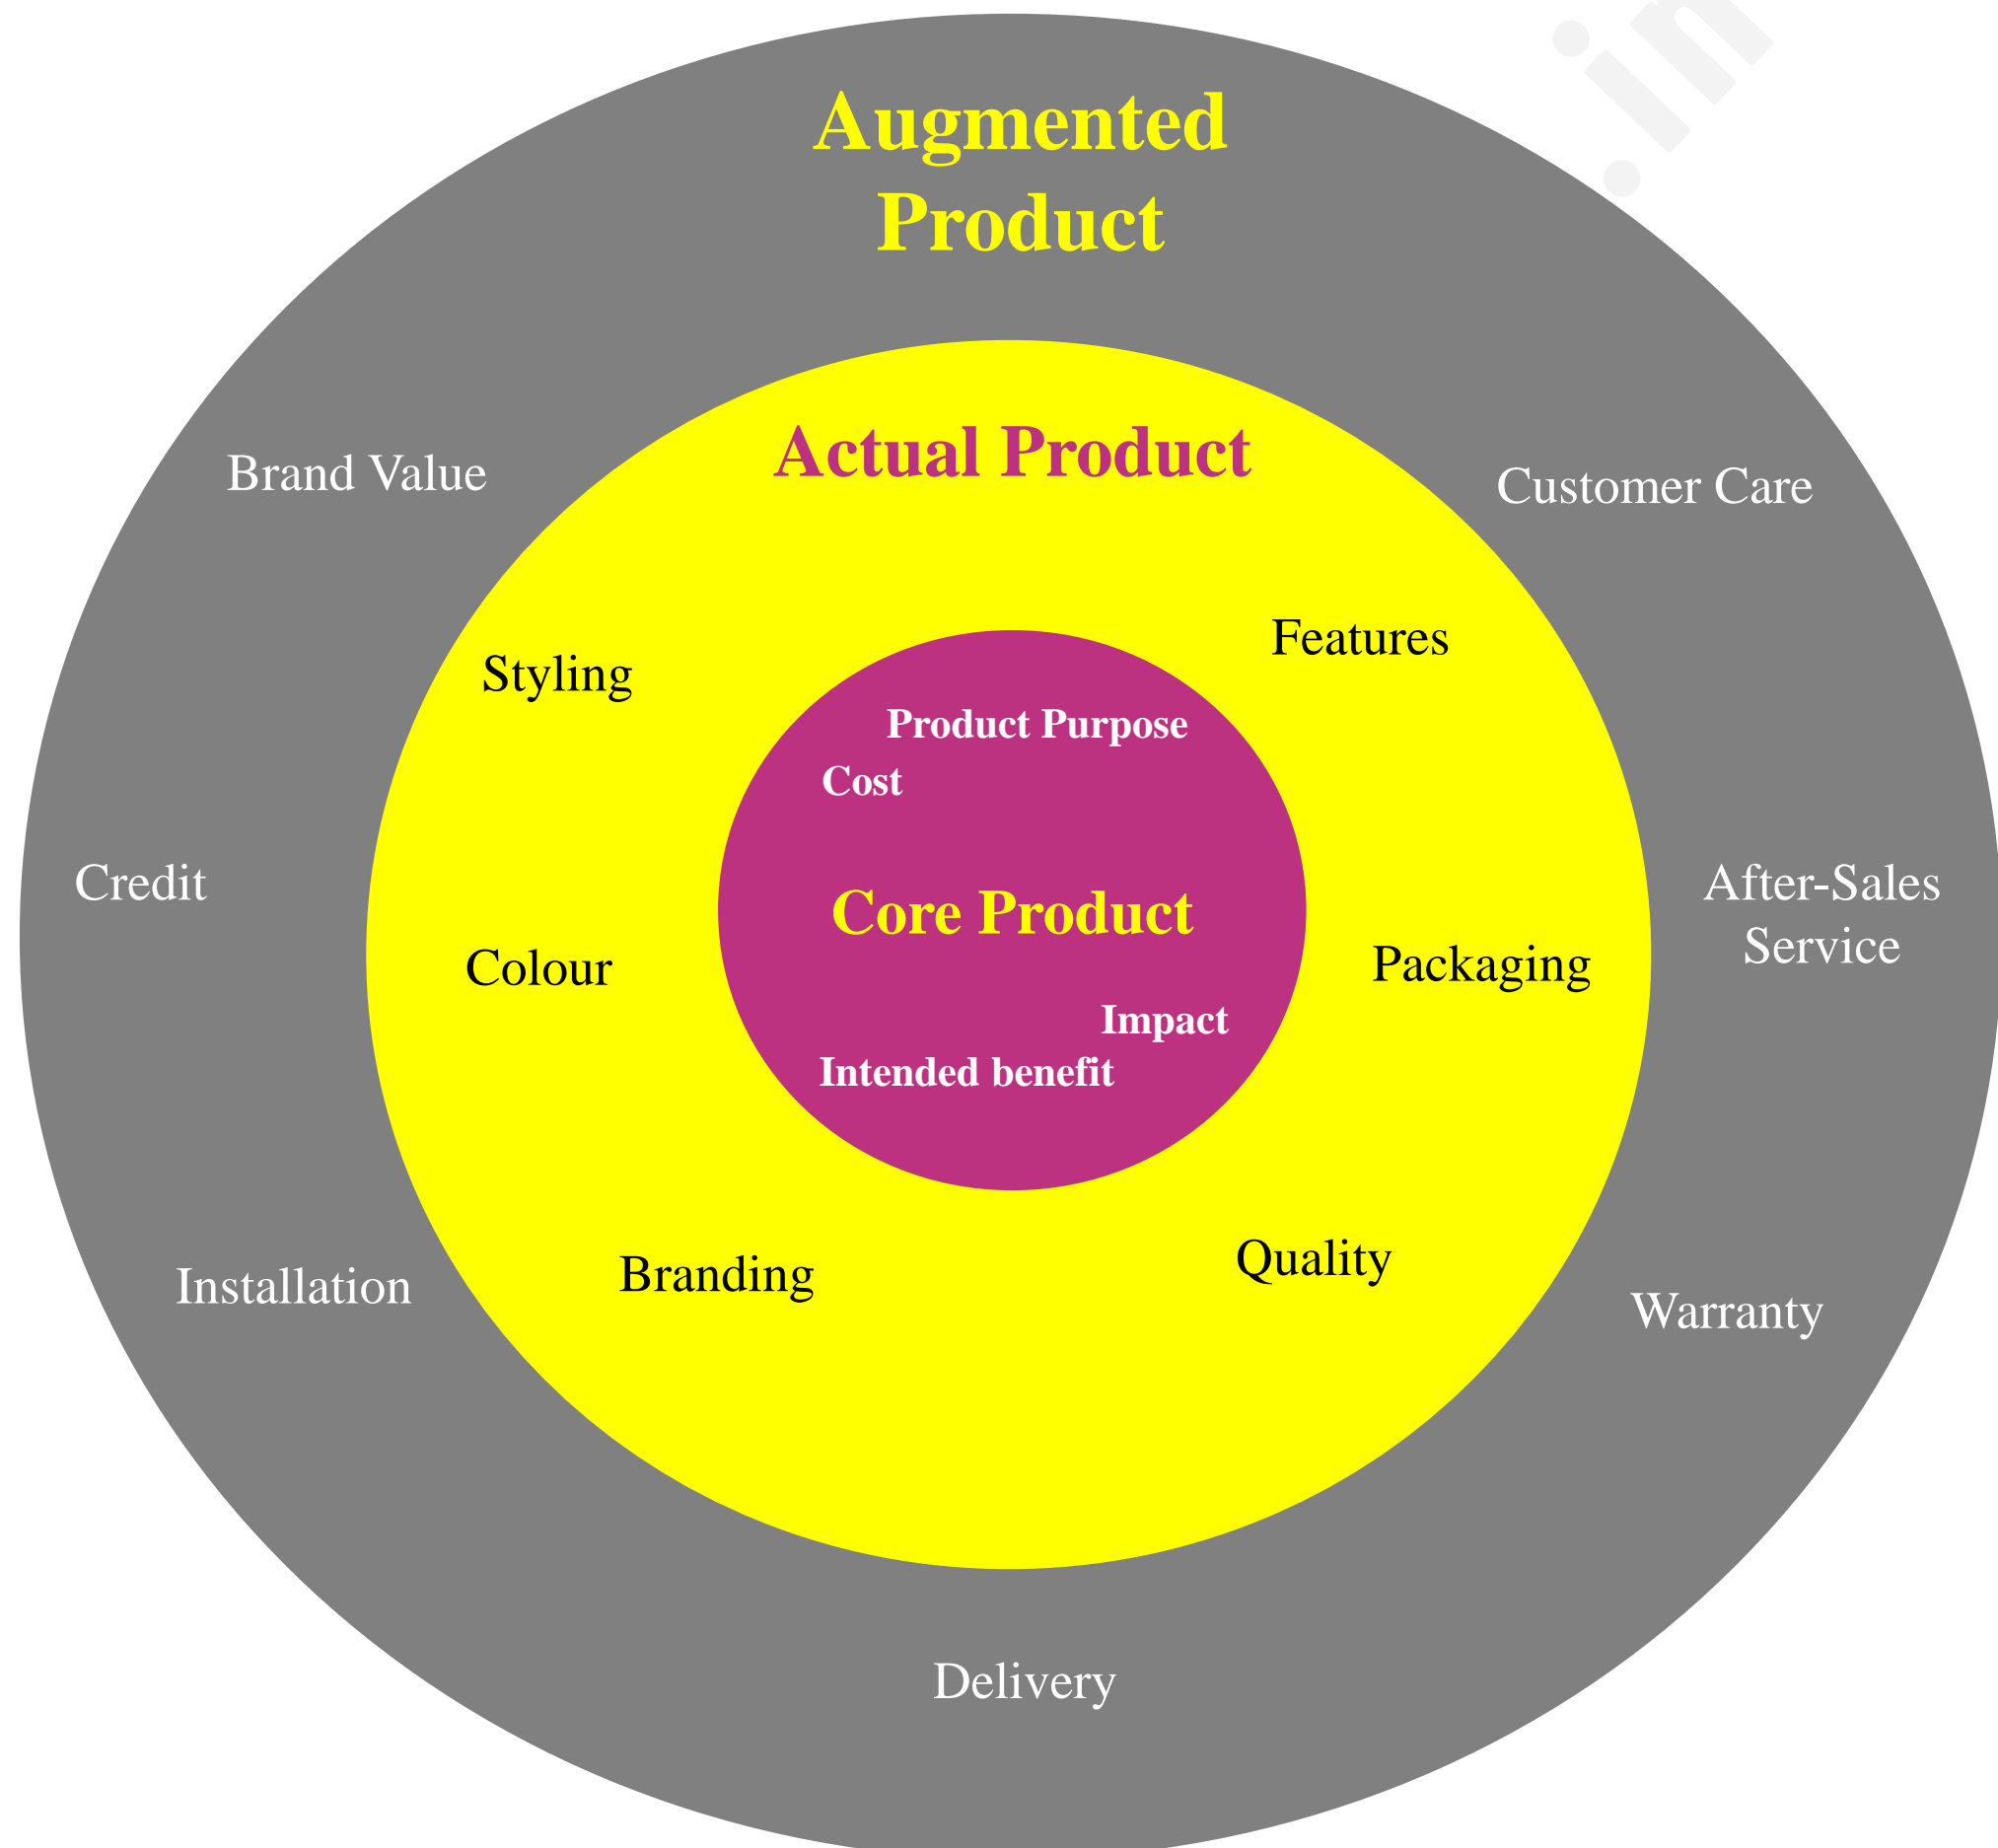 .in
Augmented
Product
Actual Product
Brand Value
Customer Care
Features
Styling
Product Purpose
Cost
Credit
After-Sales
Service
Core Product
Colour
Packaging
Impact
Intended benefit
Quality
Branding
Installation
Warranty
Delivery